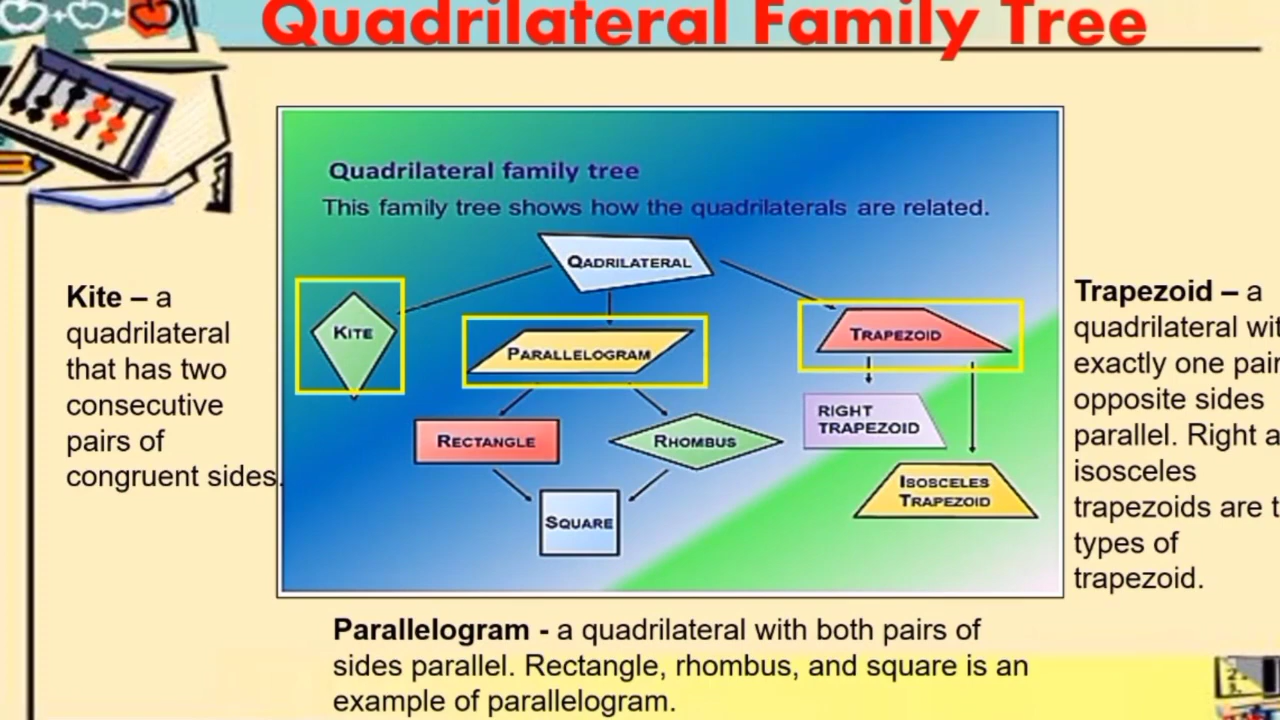 Quadrilateral Family Tree
Quadrilateral family tree
This family tree shows how the quadrilaterals are related.
QADRILATERAL
KITE
PARALLELOGRAM
TRAPEZOID
RECTANGLE
RHOMBUS
RIGHT
TRAPEZOID
ISOSCELES
TRAPEZOID
SQUARE
Kite – a
quadrilateral
that has two
consecutive
pairs of
congruent sides.
Trapezoid – a
quadrilateral wit
exactly one pair
opposite sides
parallel. Right a
isosceles
trapezoids are t
types of
trapezoid.
Parallelogram - a quadrilateral with both pairs of
sides parallel. Rectangle, rhombus, and square is an
example of parallelogram.